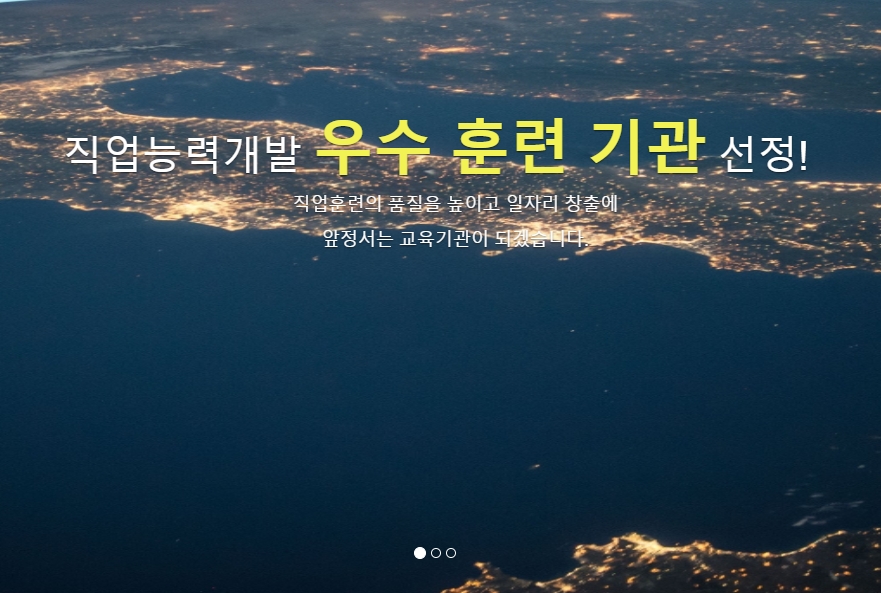 직업능력개발 우수 훈련 기관 선정!
직업훈련의 품질을 높이고 일자리 창출에
앞정서는 교육기관이 되겠습니다.